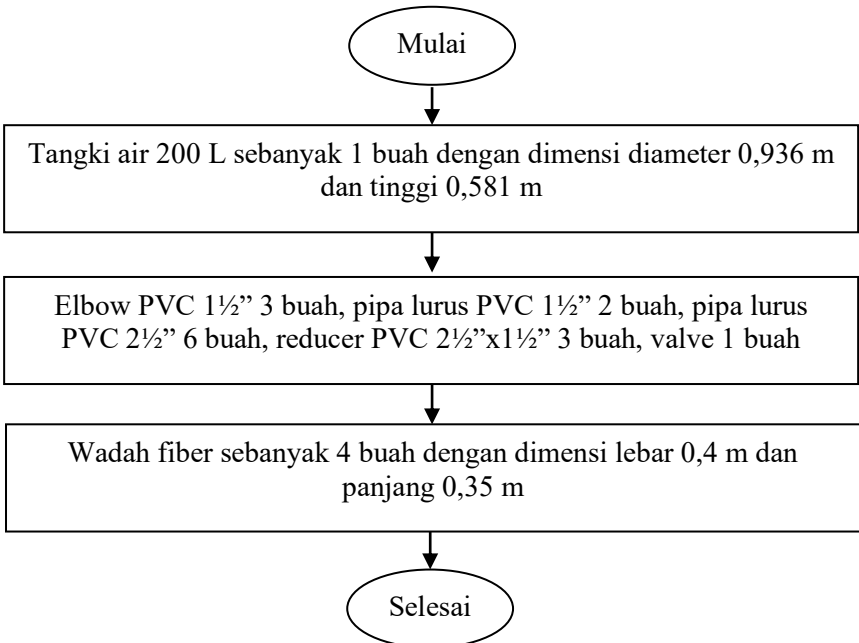 Mulai
Tangki air 200 L sebanyak 1 buah dengan dimensi diameter 0,936 m
dan tinggi 0,581 m
Elbow PVC 1½” 3 buah, pipa lurus PVC 1½” 2 buah, pipa lurus
PVC 2½” 6 buah, reducer PVC 2½”x1½” 3 buah, valve 1 buah
Wadah fiber sebanyak 4 buah dengan dimensi lebar 0,4 m dan
panjang 0,35 m
Selesai